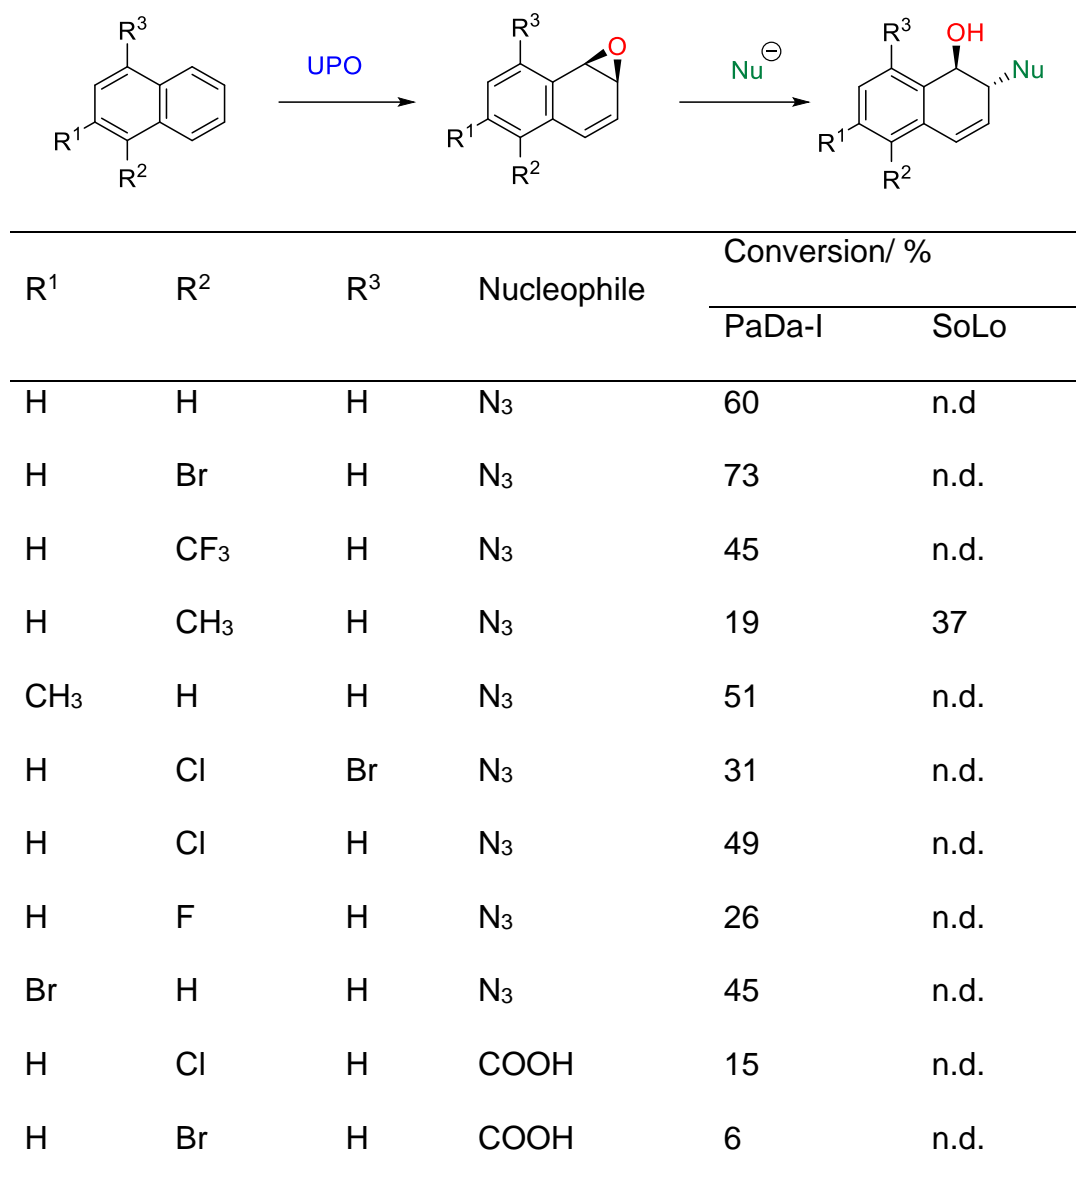 R³ R³ O R³ OH
UPO Nu⊖ Nu
R¹ R¹ R¹
R² R² R²
Conversion/ %
R¹ R² R³ Nucleophile
PaDa-I SoLo
H H H N₃ 60 n.d
H Br H N₃ 73 n.d.
H CF₃ H N₃ 45 n.d.
H CH₃ H N₃ 19 37
CH₃ H H N₃ 51 n.d.
H Cl Br N₃ 31 n.d.
H Cl H N₃ 49 n.d.
H F H N₃ 26 n.d.
Br H H N₃ 45 n.d.
H Cl H COOH 15 n.d.
H Br H COOH 6 n.d.